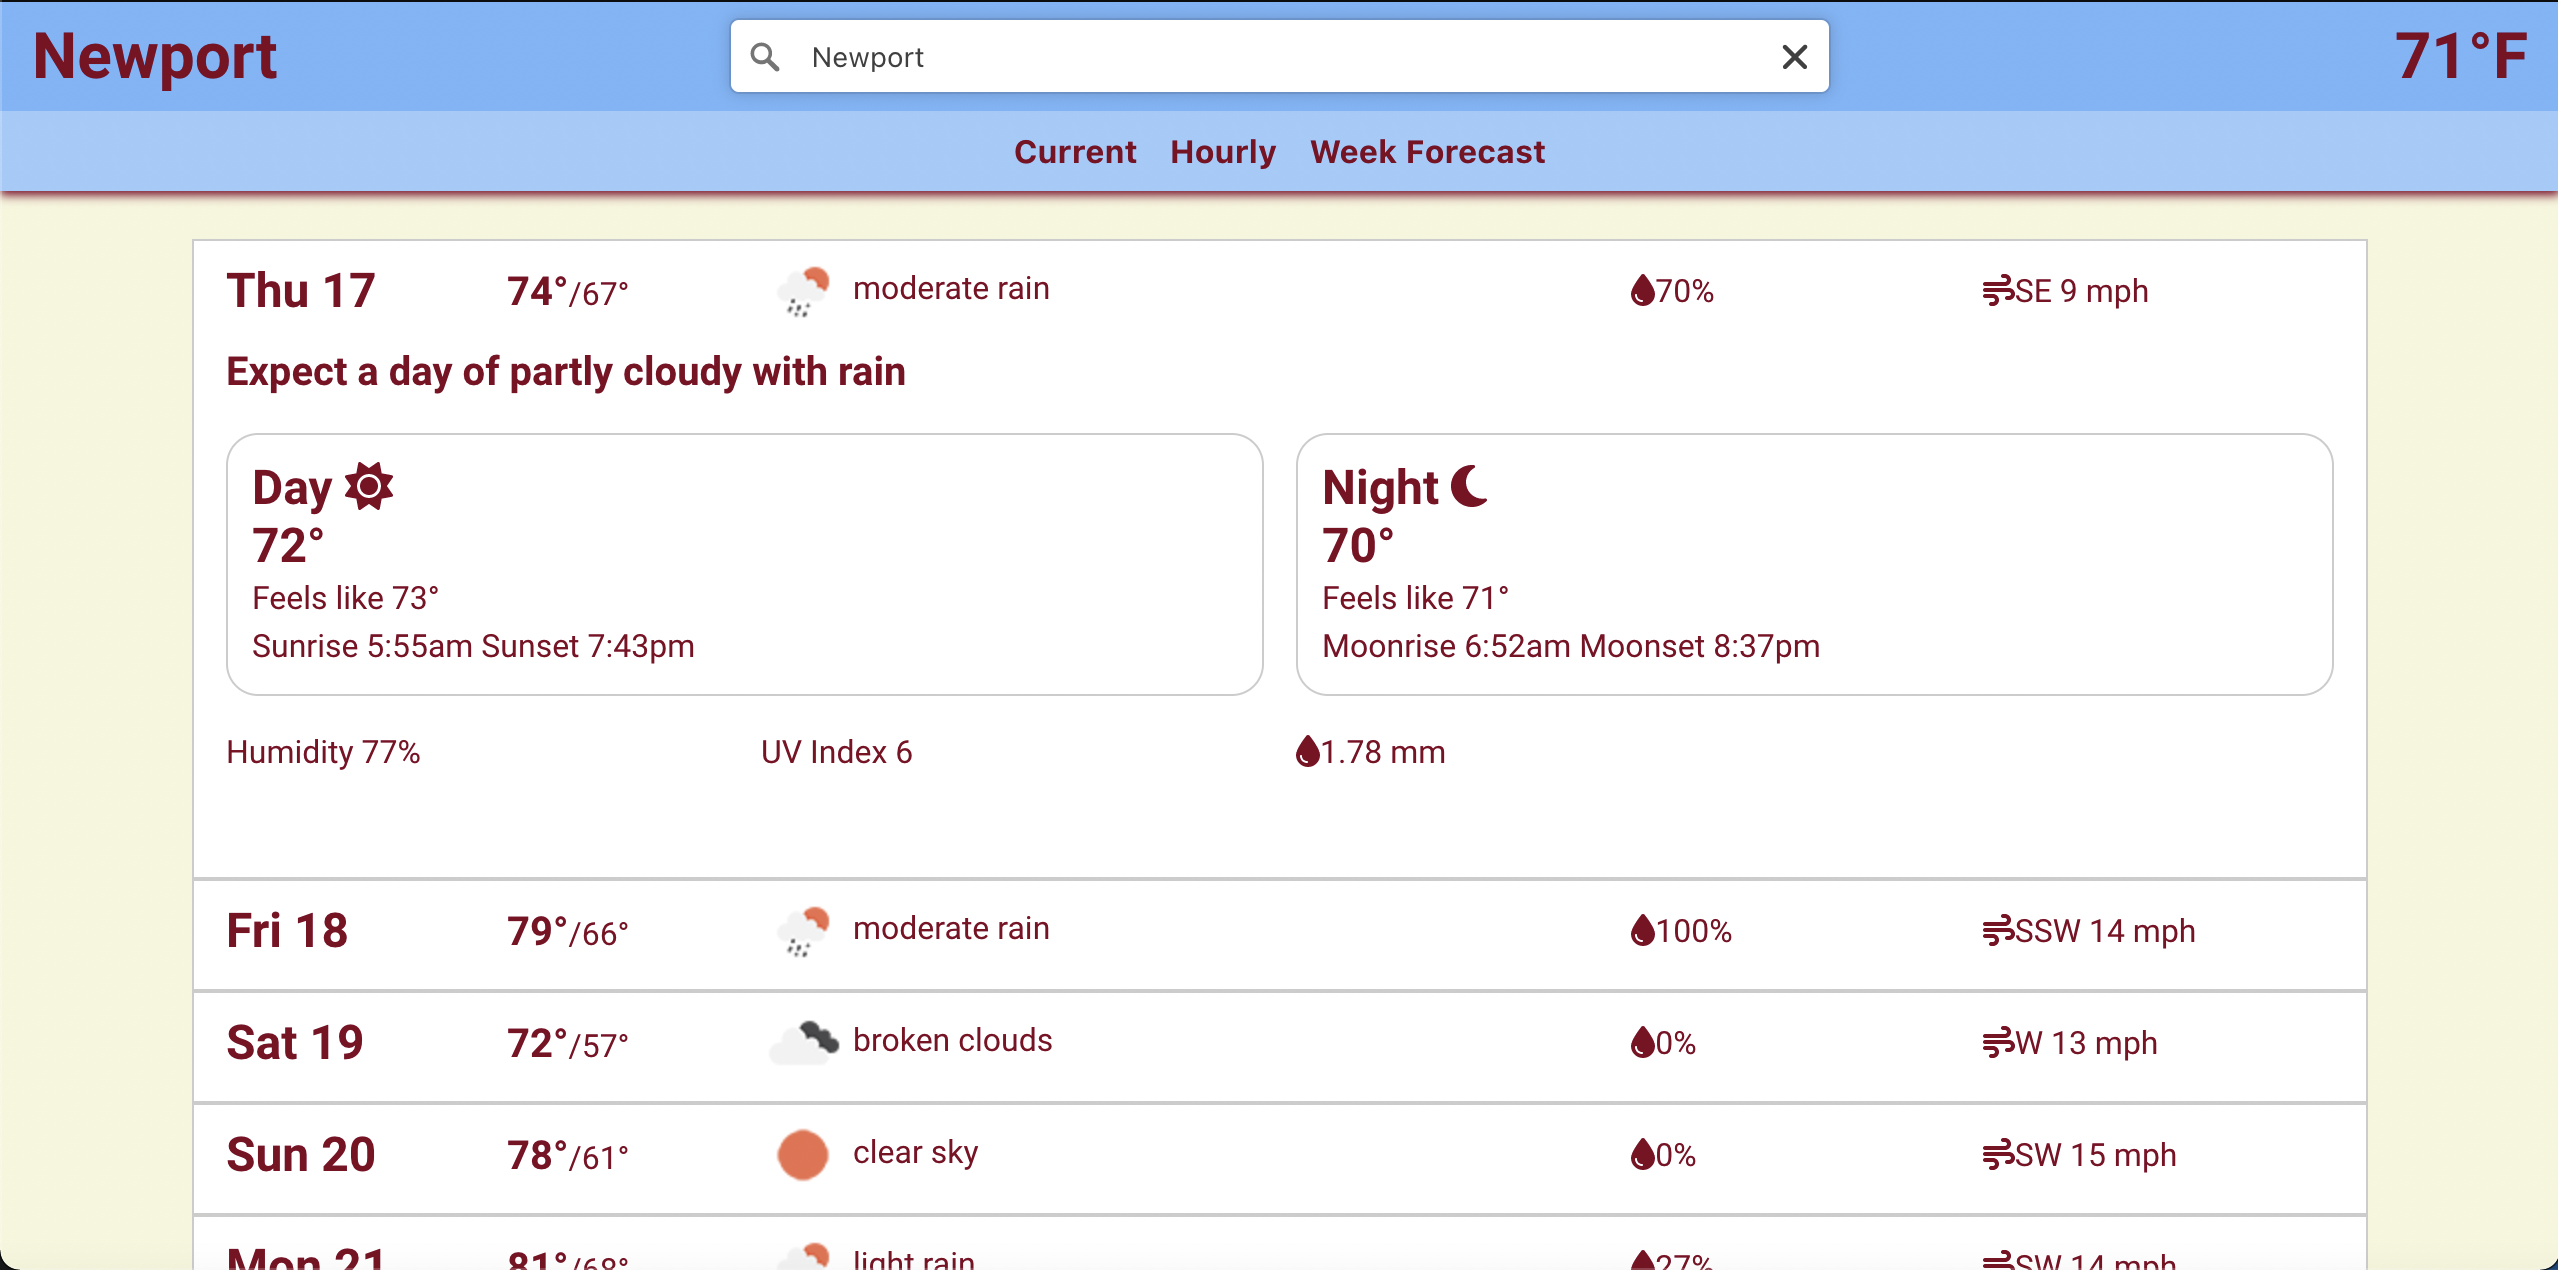 Newport
Newport
71°F
Current Hourly Week Forecast
Thu 17 74°/67° moderate rain 70% SE 9 mph
Expect a day of partly cloudy with rain
Day
72°
Feels like 73°
Sunrise 5:55am Sunset 7:43pm
Night
70°
Feels like 71°
Moonrise 6:52am Moonset 8:37pm
Humidity 77% UV Index 6 1.78 mm
Fri 18 79°/66° moderate rain 100% SSW 14 mph
Sat 19 72°/57° broken clouds 0% W 13 mph
Sun 20 78°/61° clear sky 0% SW 15 mph
Mon 21 81°/68° light rain 27% SW 14 mph